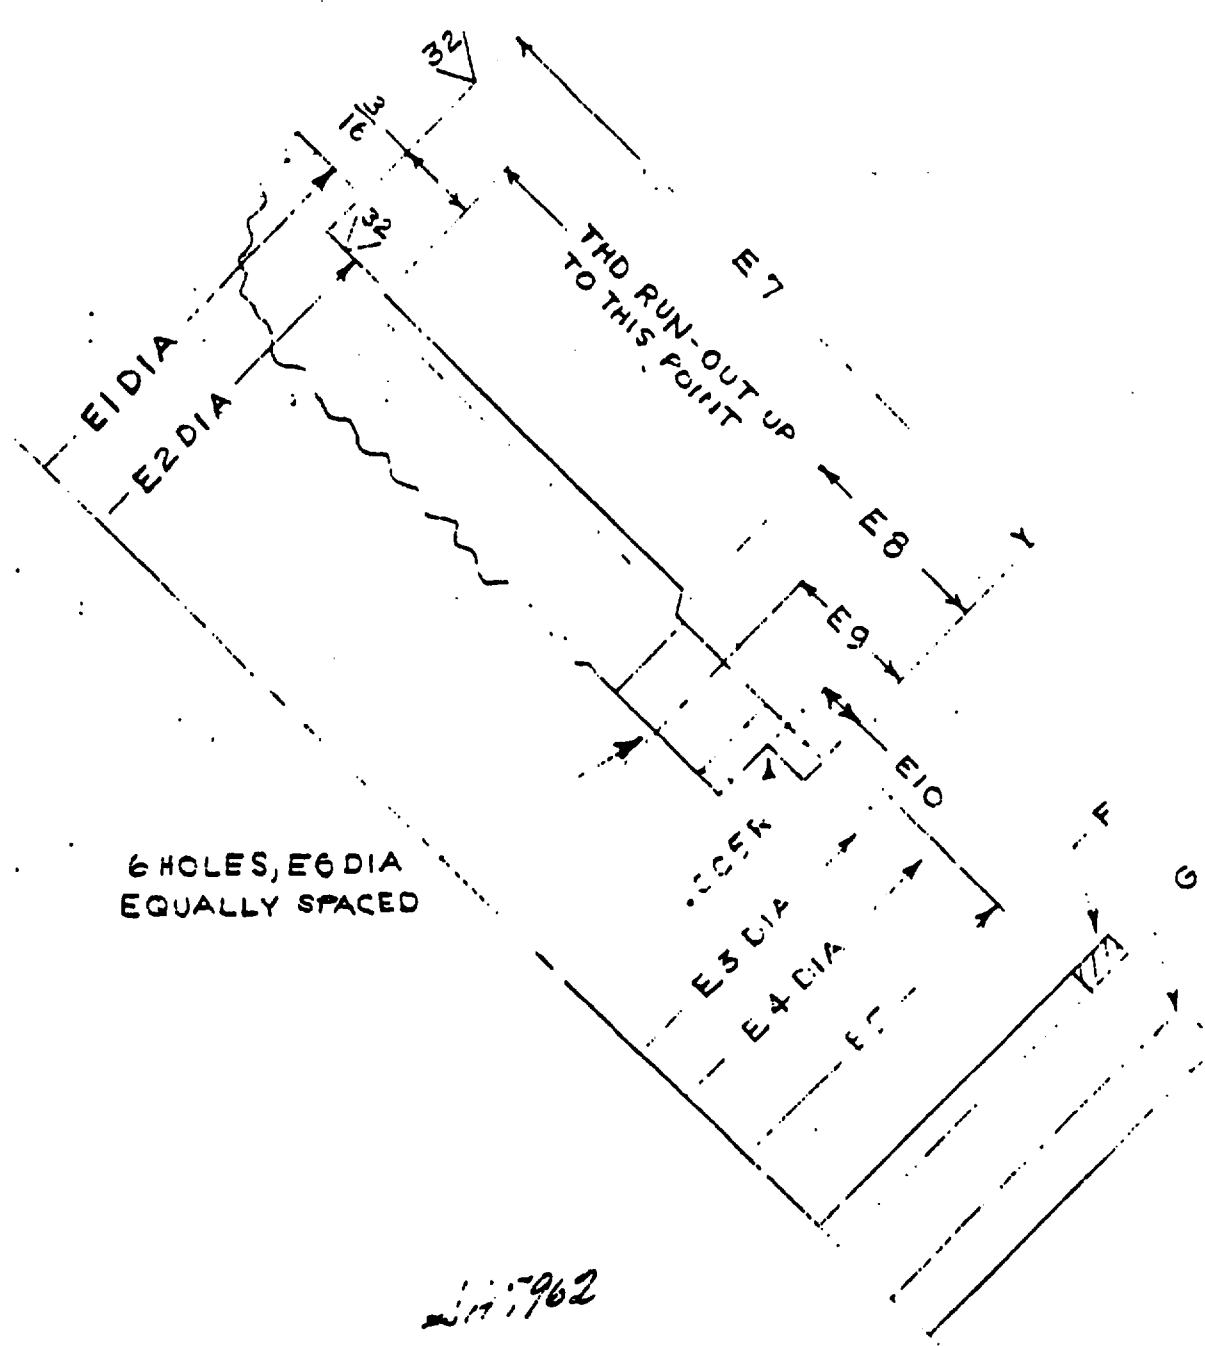 32
3/16
32
E7
THD RUN-OUT UP
TO THIS POINT
E1 DIA
E2 DIA
E8
Y
E9
E10
F
G
6 HOLES, E6 DIA
EQUALLY SPACED
E3 DIA
E4 DIA